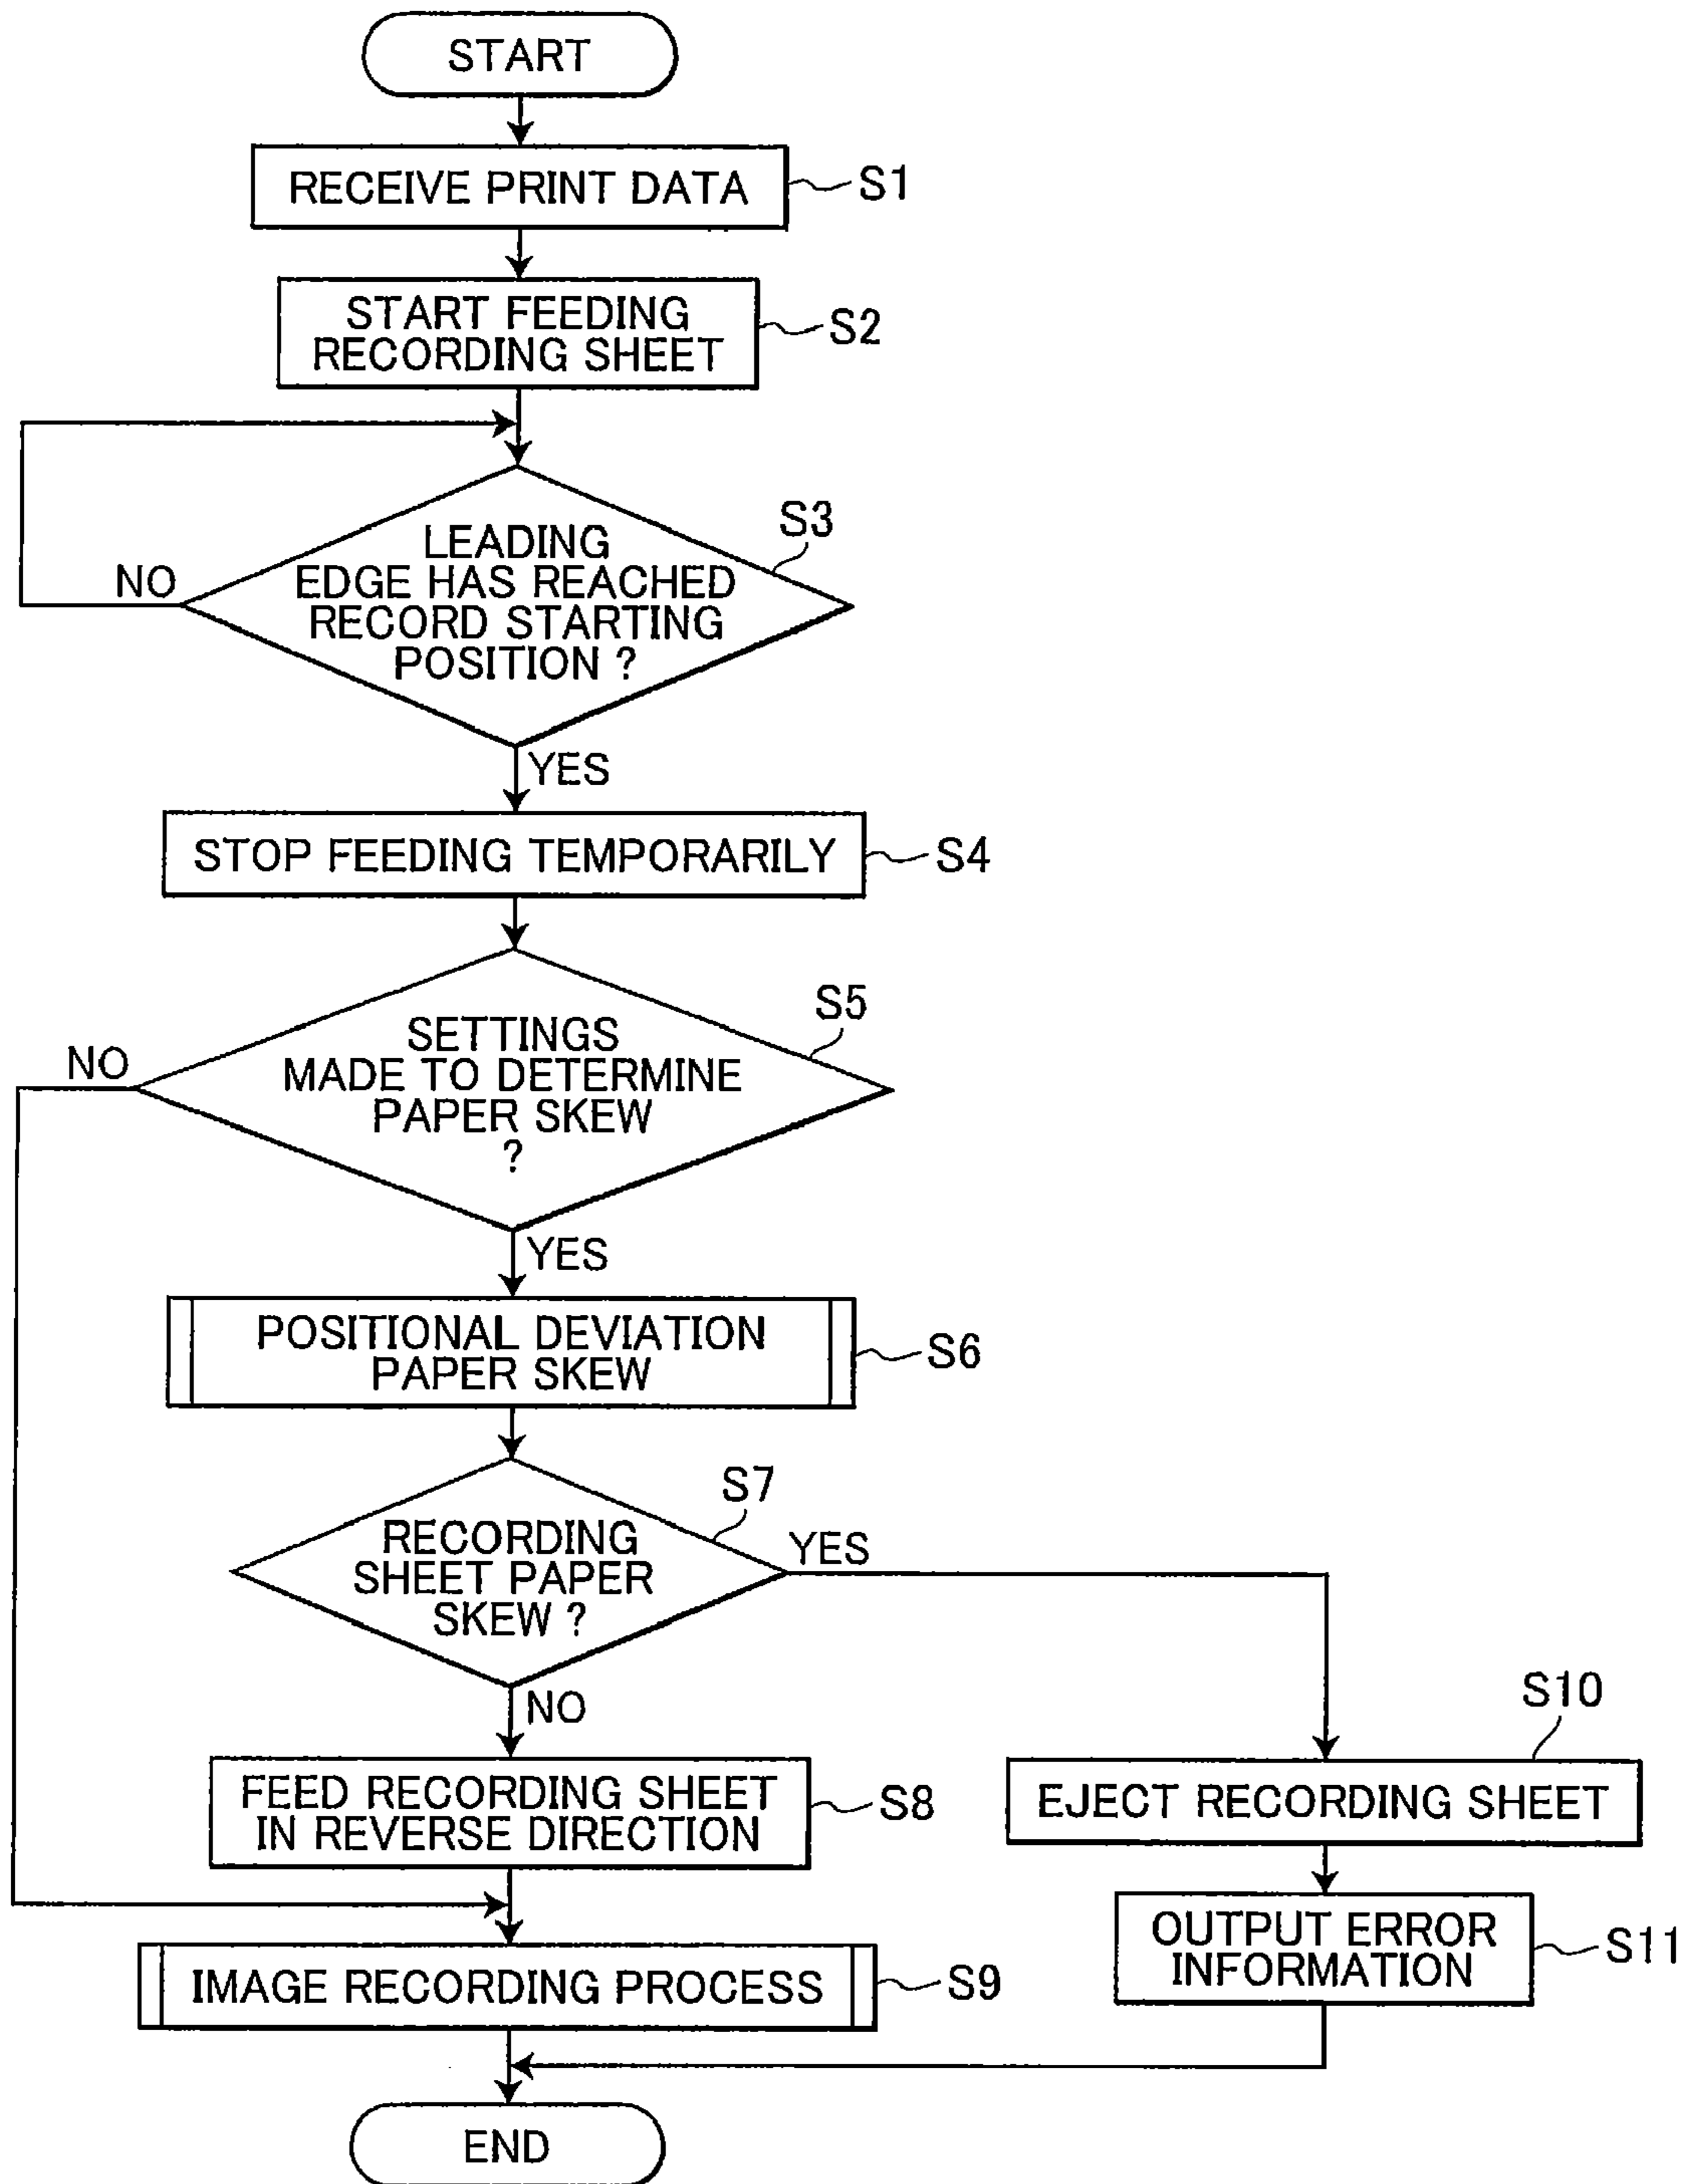 START
RECEIVE PRINT DATA
S1
START FEEDING
RECORDING SHEET
S2
S3
LEADING
EDGE HAS REACHED
RECORD STARTING
POSITION ?
NO
YES
STOP FEEDING TEMPORARILY
S4
S5
SETTINGS
MADE TO DETERMINE
PAPER SKEW
?
NO
YES
POSITIONAL DEVIATION
PAPER SKEW
S6
S7
RECORDING
SHEET PAPER
SKEW ?
YES
NO
FEED RECORDING SHEET
IN REVERSE DIRECTION
S8
S10
EJECT RECORDING SHEET
OUTPUT ERROR
INFORMATION
S11
IMAGE RECORDING PROCESS
S9
END